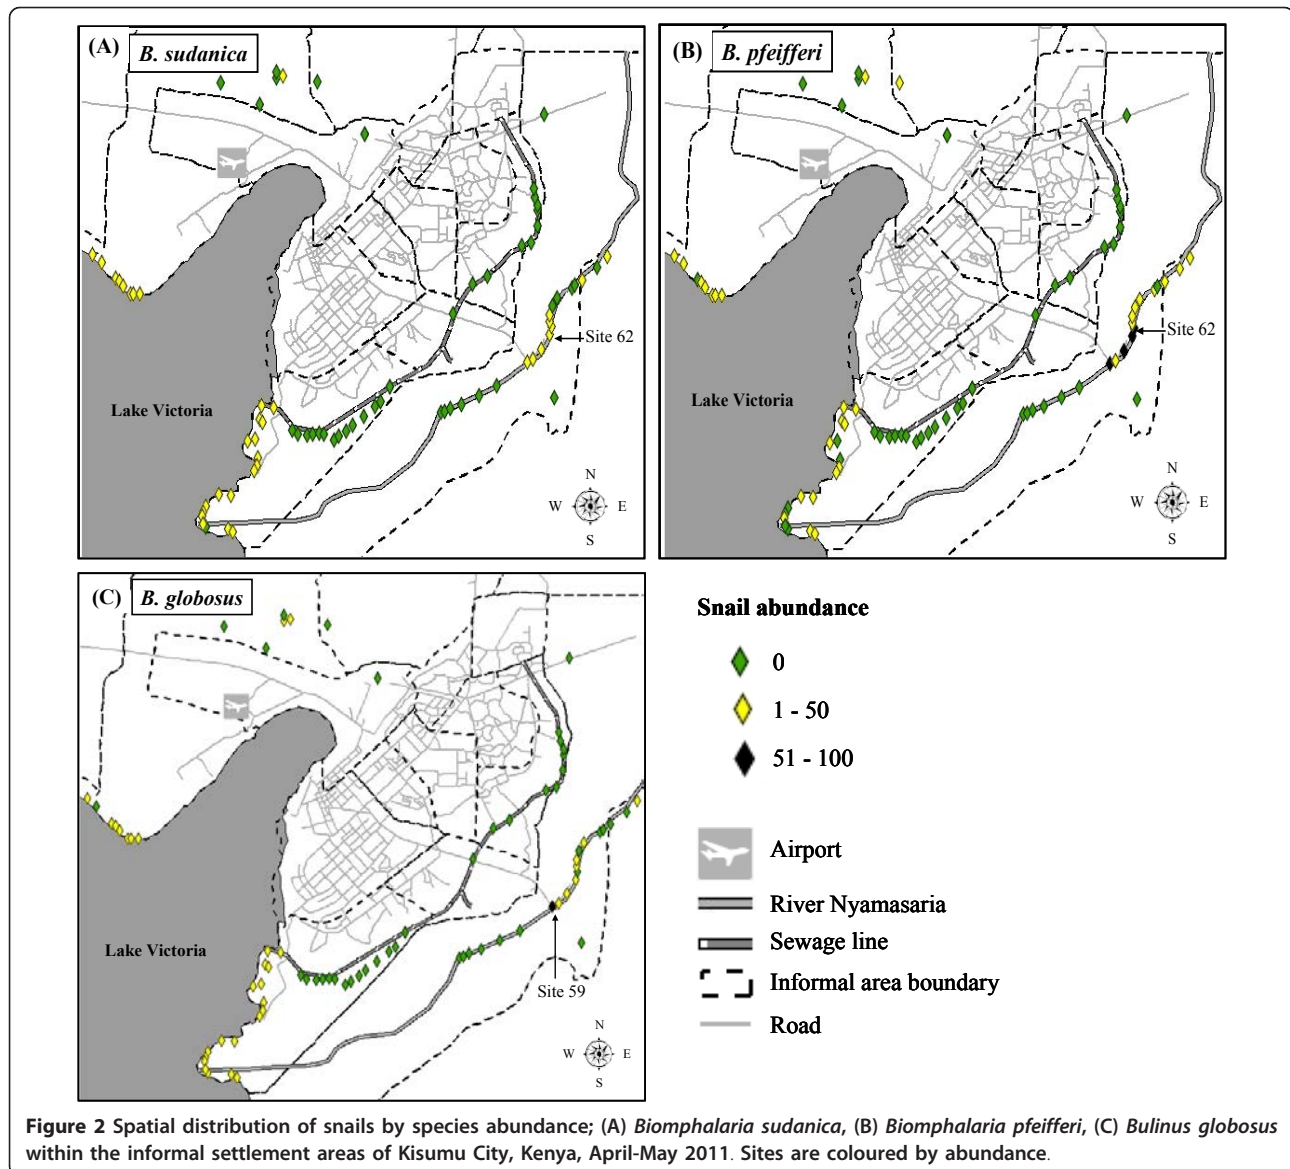 (A) B. sudanica
Lake Victoria
Site 62
N
W E
S
(B) B. pfeifferi
Lake Victoria
Site 62
N
W E
S
(C) B. globosus
Lake Victoria
Site 59
N
W E
S
Snail abundance
0
1 - 50
51 - 100
Airport
River Nyamasaria
Sewage line
Informal area boundary
Road
Figure 2 Spatial distribution of snails by species abundance; (A) Biomphalaria sudanica, (B) Biomphalaria pfeifferi, (C) Bulinus globosus
within the informal settlement areas of Kisumu City, Kenya, April-May 2011. Sites are coloured by abundance.